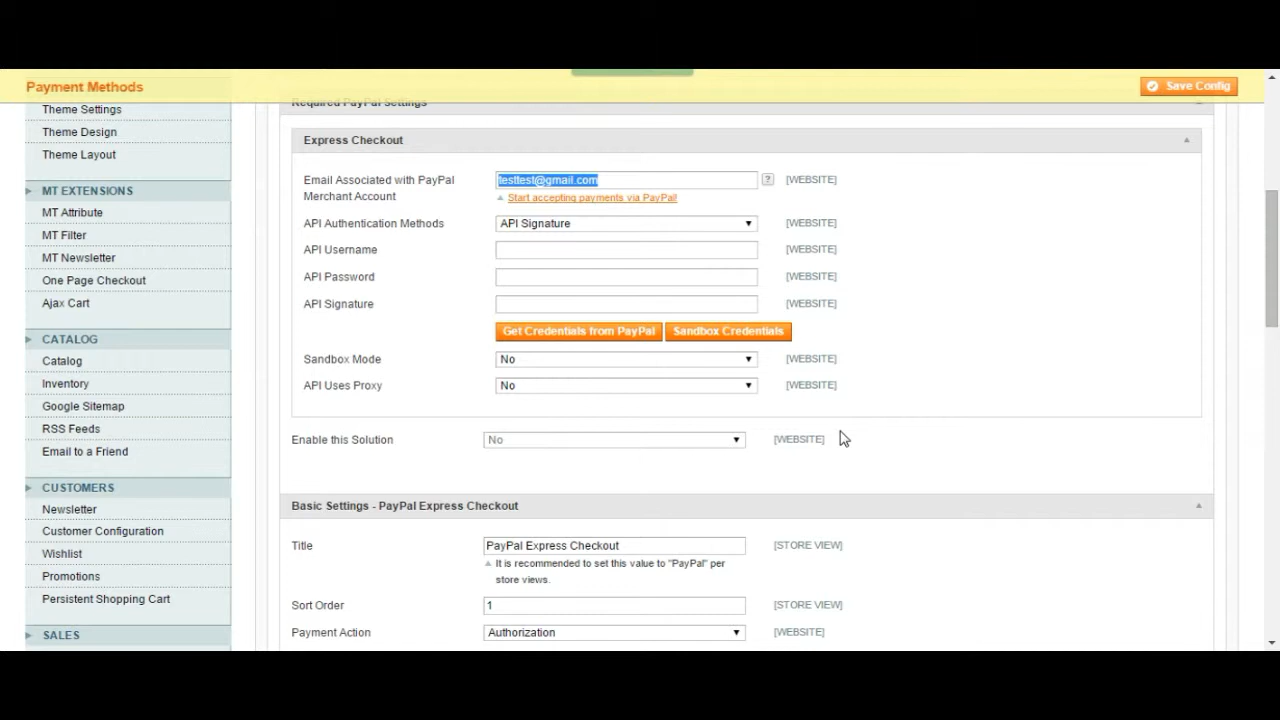 Payment Methods
Save Config
Theme Settings
Theme Design
Theme Layout
MT EXTENSIONS
MT Attribute
MT Filter
MT Newsletter
One Page Checkout
Ajax Cart
CATALOG
Catalog
Inventory
Google Sitemap
RSS Feeds
Email to a Friend
CUSTOMERS
Newsletter
Customer Configuration
Wishlist
Promotions
Persistent Shopping Cart
SALES
Required PayPal Settings
Express Checkout
Email Associated with PayPal
Merchant Account
testtest@gmail.com
?
[WEBSITE]
Start accepting payments via PayPal!
API Authentication Methods
API Signature
[WEBSITE]
API Username
[WEBSITE]
API Password
[WEBSITE]
API Signature
[WEBSITE]
Get Credentials from PayPal
Sandbox Credentials
Sandbox Mode
No
[WEBSITE]
API Uses Proxy
No
[WEBSITE]
Enable this Solution
No
[WEBSITE]
Basic Settings - PayPal Express Checkout
Title
PayPal Express Checkout
[STORE VIEW]
It is recommended to set this value to "PayPal" per
store views.
Sort Order
1
[STORE VIEW]
Payment Action
Authorization
[WEBSITE]